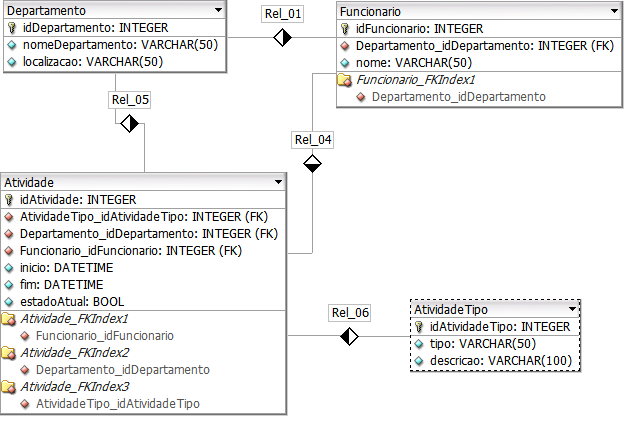 Departamento
idDepartamento: INTEGER
nomeDepartamento: VARCHAR(50)
localizacao: VARCHAR(50)
Rel_01
Funcionario
idFuncionario: INTEGER
Departamento_idDepartamento: INTEGER (FK)
nome: VARCHAR(50)
Funcionario_FKIndex1
Departamento_idDepartamento
Rel_05
Rel_04
Atividade
idAtividade: INTEGER
AtividadeTipo_idAtividadeTipo: INTEGER (FK)
Departamento_idDepartamento: INTEGER (FK)
Funcionario_idFuncionario: INTEGER (FK)
inicio: DATETIME
fim: DATETIME
estadoAtual: BOOL
Atividade_FKIndex1
Funcionario_idFuncionario
Atividade_FKIndex2
Departamento_idDepartamento
Atividade_FKIndex3
AtividadeTipo_idAtividadeTipo
Rel_06
AtividadeTipo
idAtividadeTipo: INTEGER
tipo: VARCHAR(50)
descricao: VARCHAR(100)